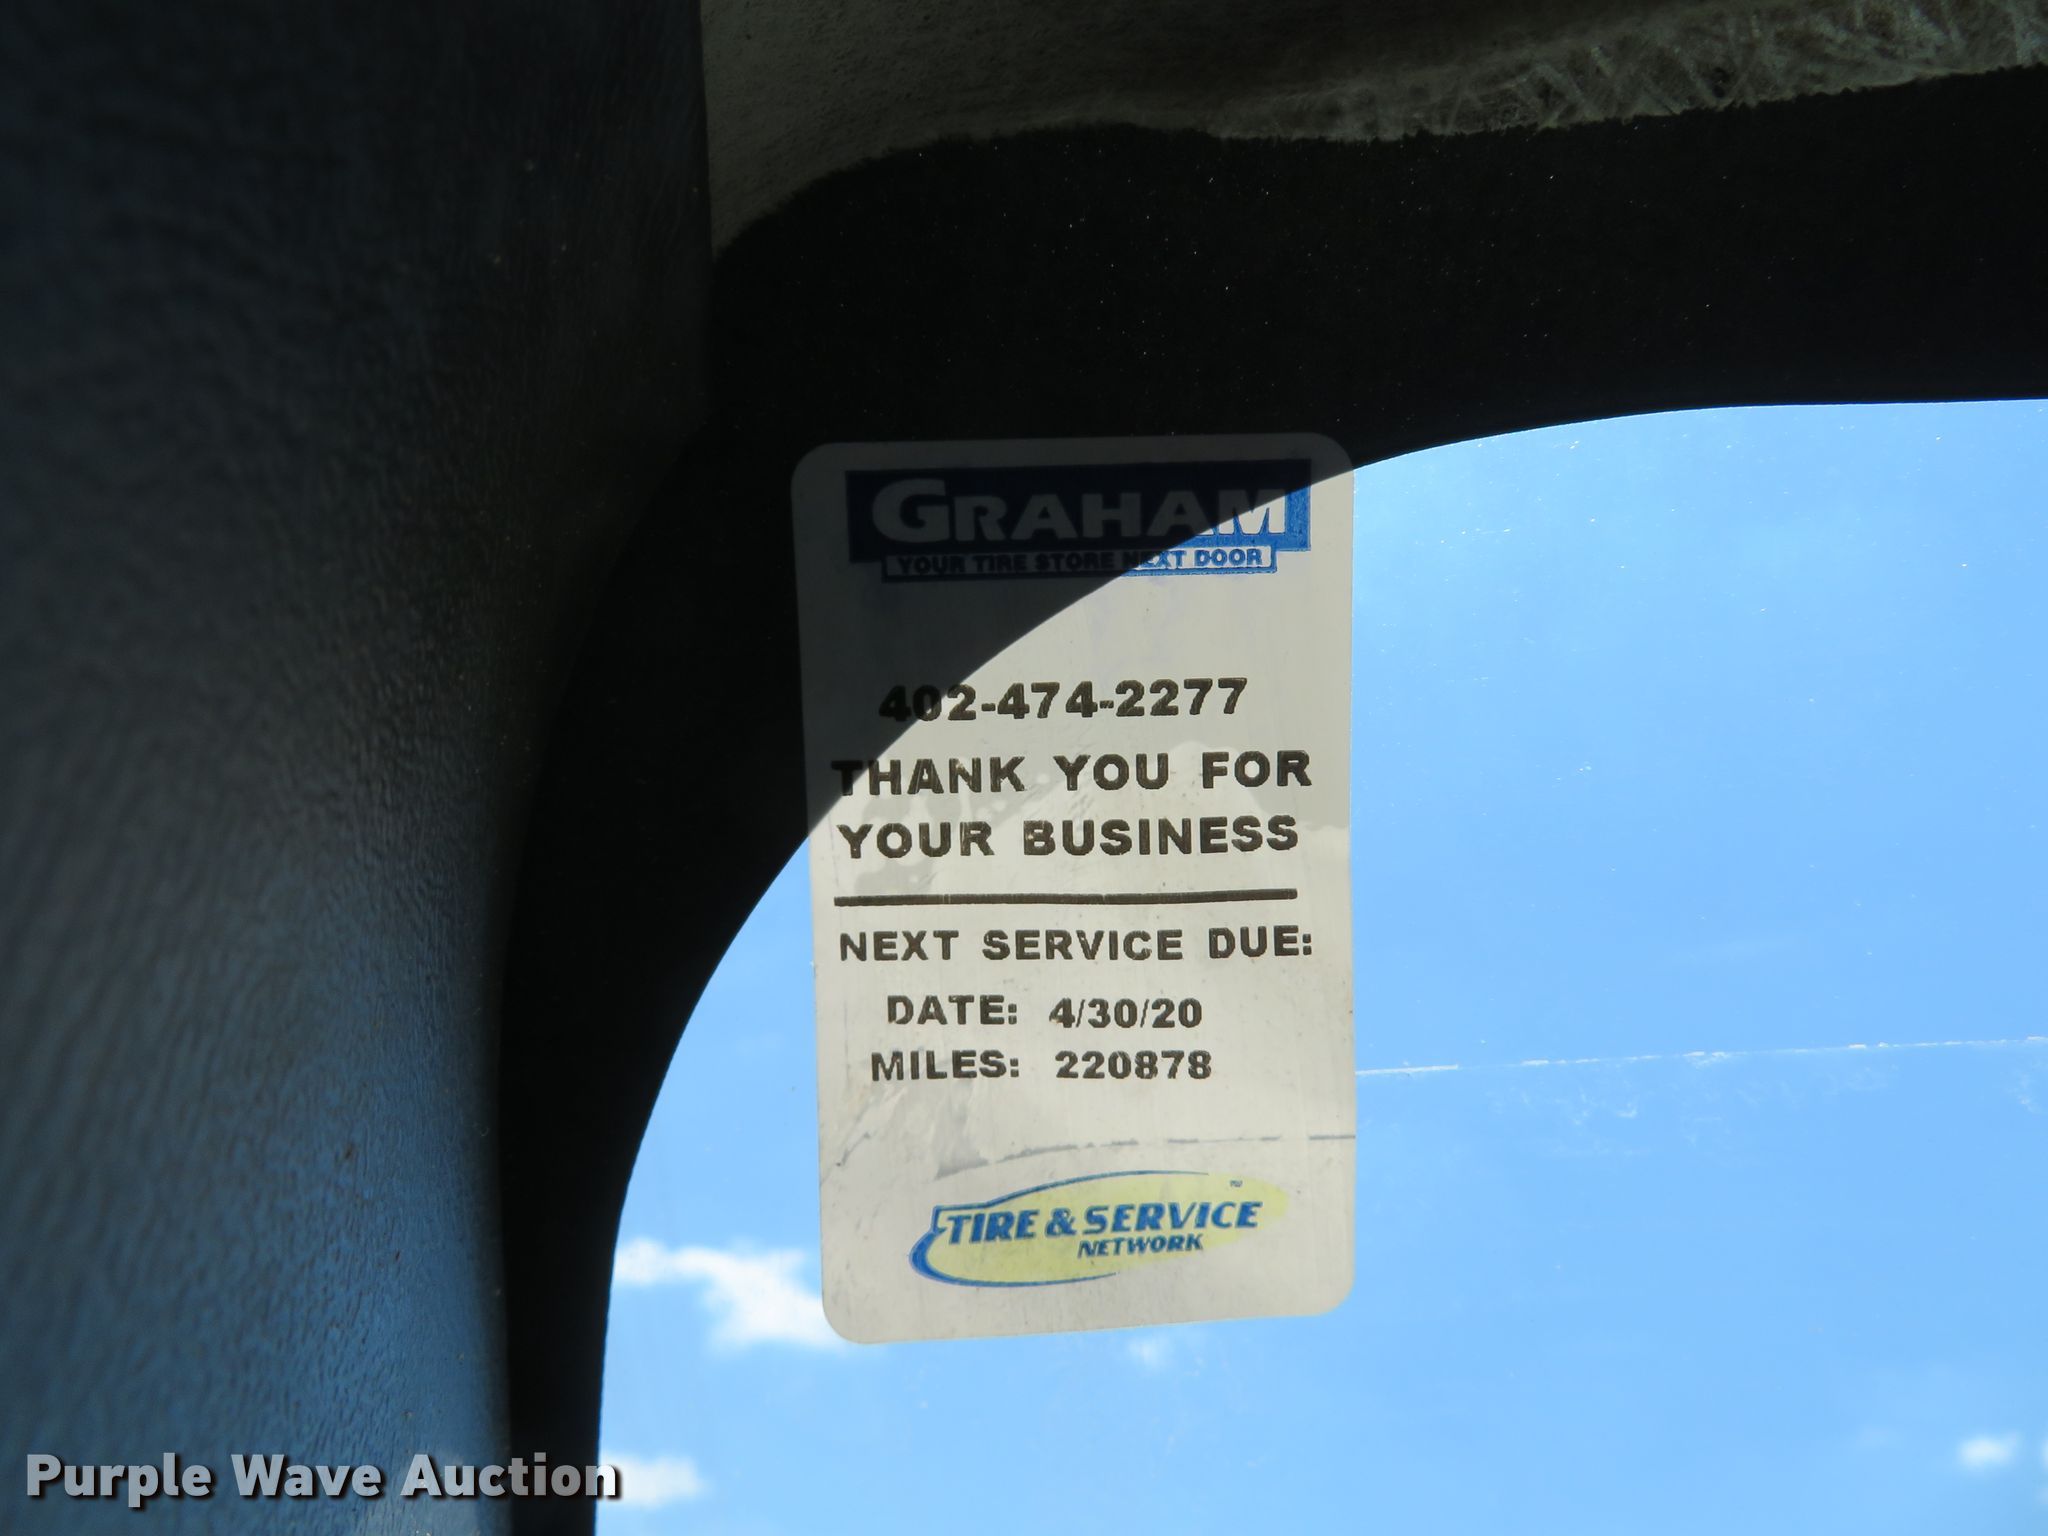 GRAHAM
YOUR TIRE STORE NEXT DOOR
402-474-2277
THANK YOU FOR
YOUR BUSINESS
NEXT SERVICE DUE:
DATE: 4/30/20
MILES: 220878
TIRE & SERVICE™
NETWORK
Purple Wave Auction